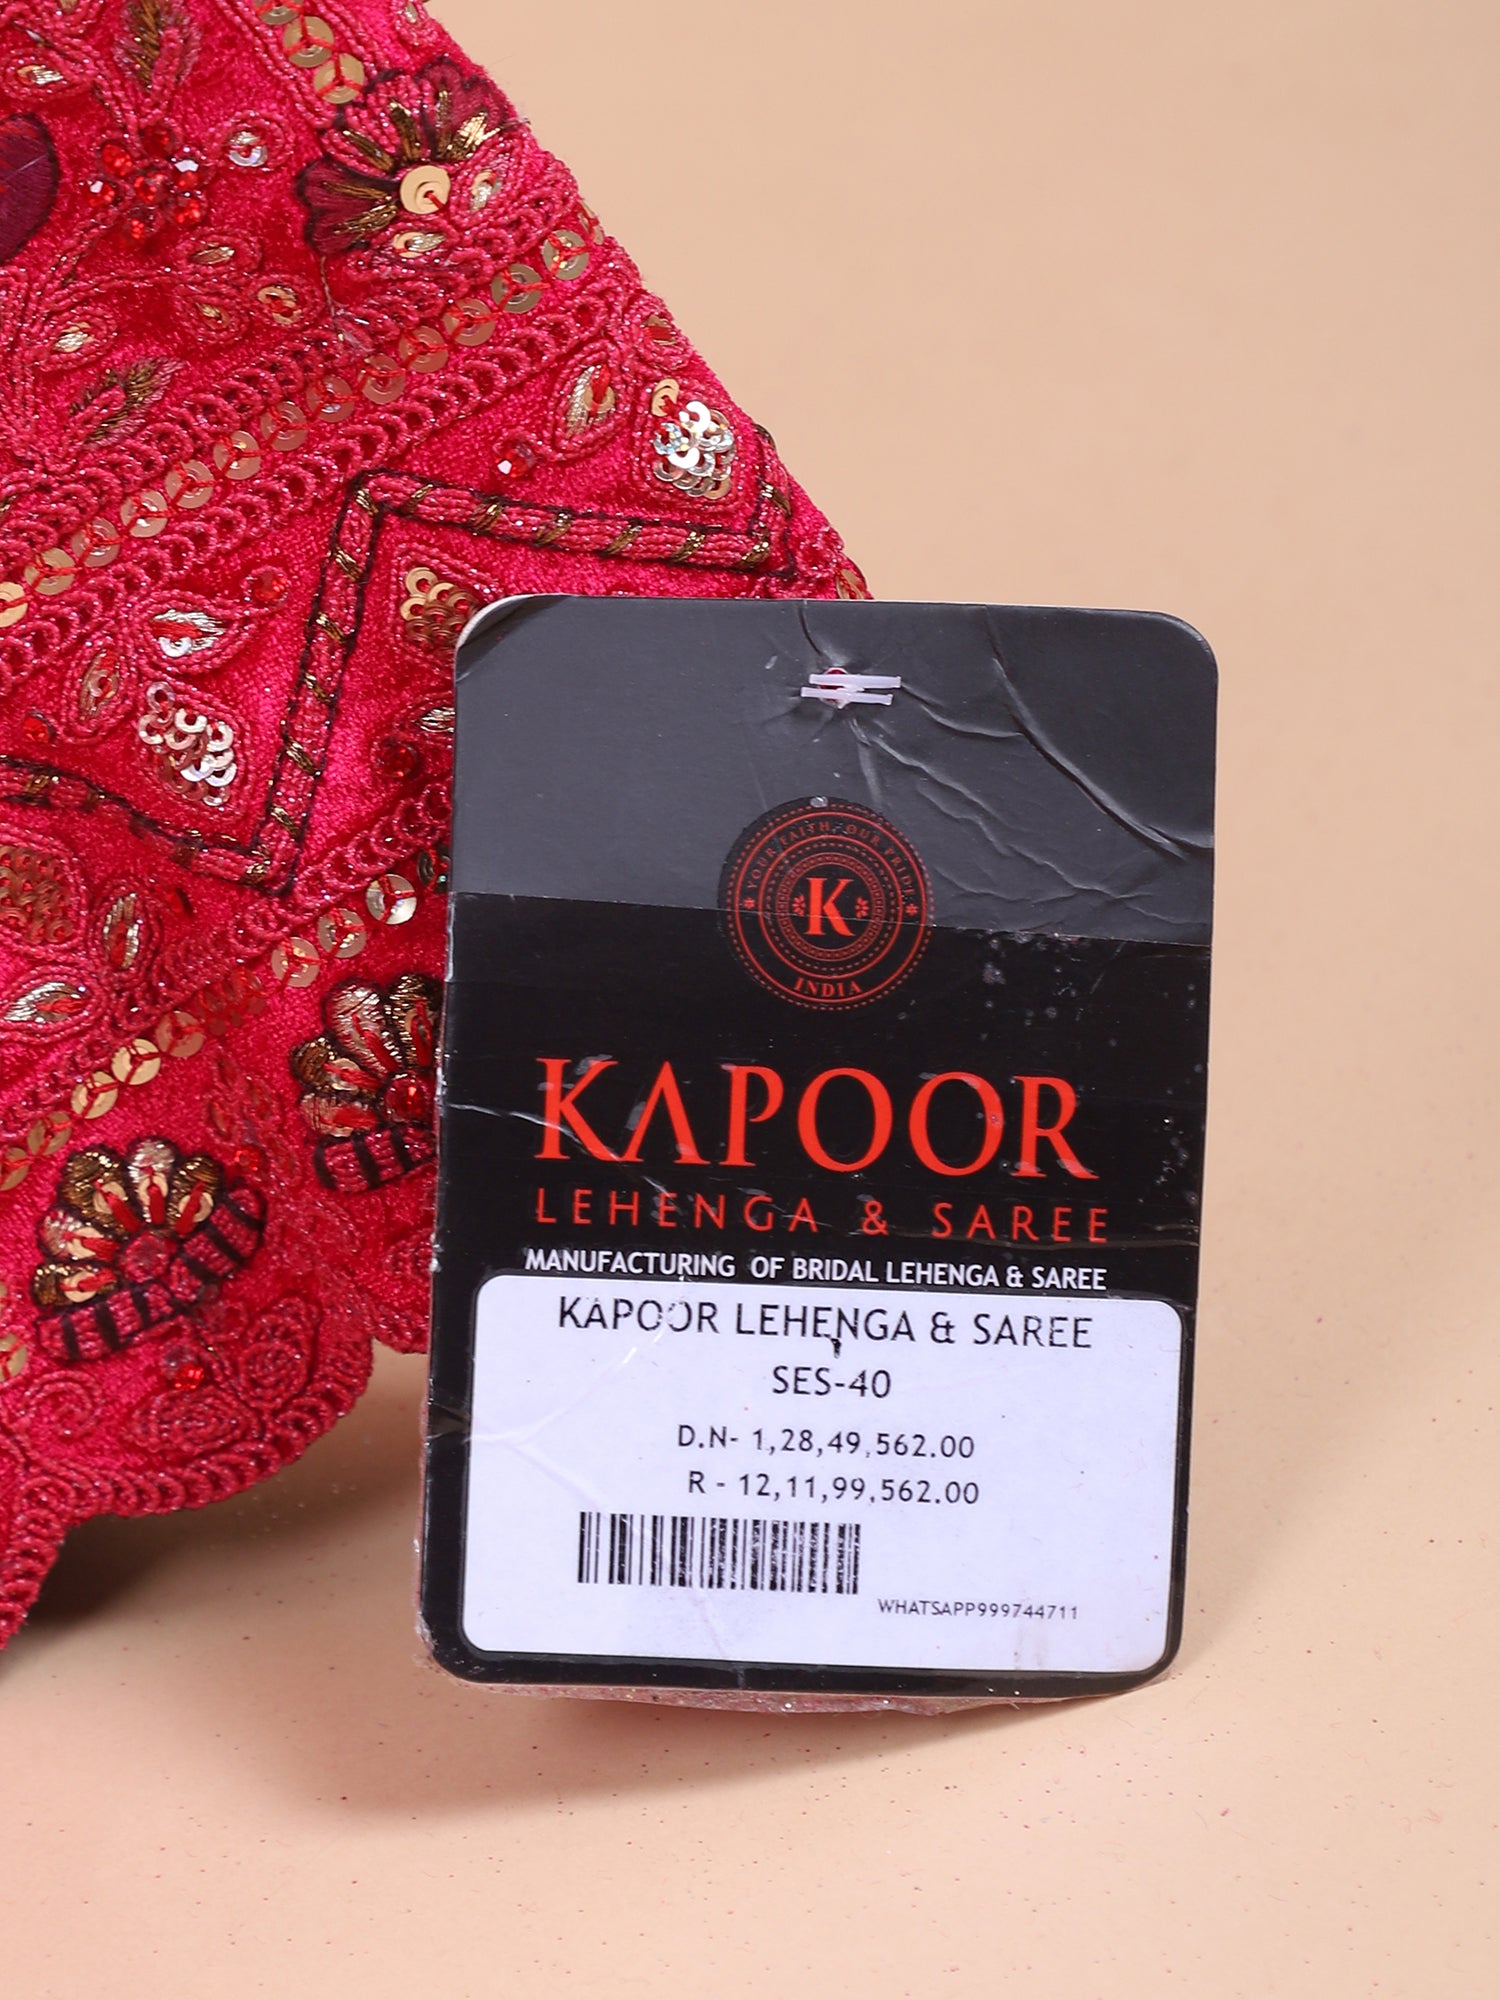 YOUR FAITH, OUR PRIDE
K
INDIA
KAPOOR
LEHENGA & SAREE
MANUFACTURING OF BRIDAL LEHENGA & SAREE
KAPOOR LEHENGA & SAREE
SES-40
D.N- 1,28,49,562.00
R - 12,11,99,562.00
WHATSAPP999744711